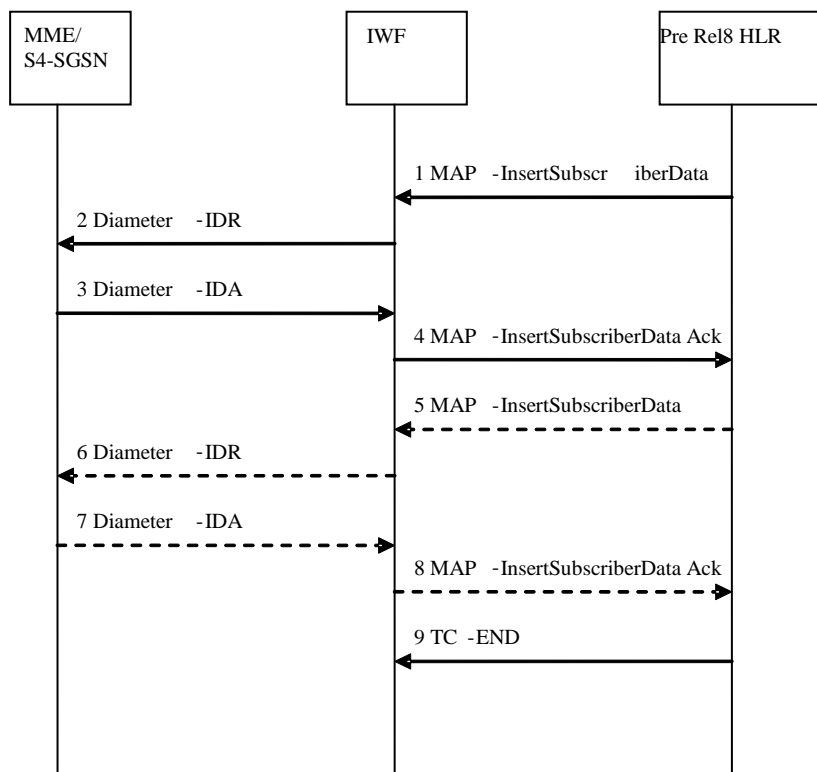 MME/
S4-SGSN
IWF
Pre Rel8 HLR
1 MAP -InsertSubscr iberData
2 Diameter -IDR
3 Diameter -IDA
4 MAP -InsertSubscriberData Ack
5 MAP -InsertSubscriberData
6 Diameter -IDR
7 Diameter -IDA
8 MAP -InsertSubscriberData Ack
9 TC -END